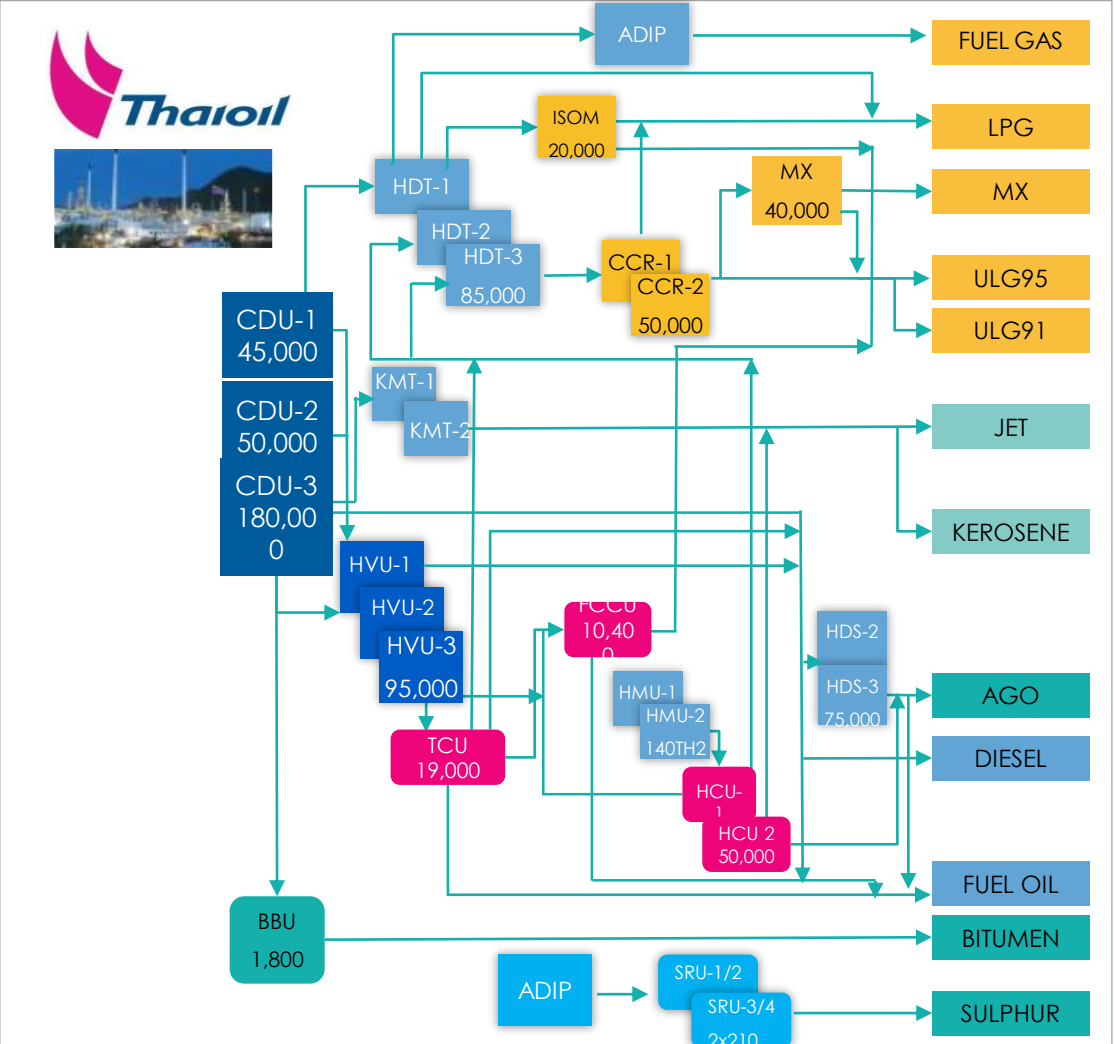 Thaioil
ADIP
FUEL GAS
ISOM
20,000
LPG
HDT-1
MX
40,000
MX
HDT-2
HDT-3
85,000
CCR-1
CCR-2
50,000
ULG95
ULG91
CDU-1
45,000
CDU-2
50,000
CDU-3
180,00
0
KMT-1
KMT-2
JET
KEROSENE
HVU-1
HVU-2
HVU-3
95,000
FCCU
10,40
0
HDS-2
HDS-3
75,000
HMU-1
HMU-2
140TH2
AGO
TCU
19,000
DIESEL
HCU-
1
HCU 2
50,000
FUEL OIL
BBU
1,800
BITUMEN
ADIP
SRU-1/2
SRU-3/4
2x210
SULPHUR